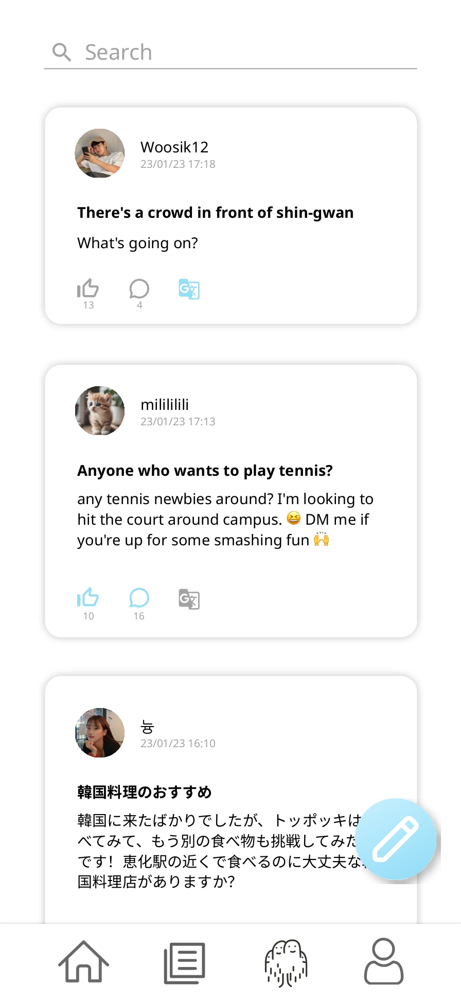 Search
Woosik12
23/01/23 17:18
There's a crowd in front of shin-gwan
What's going on?
13
4
G文
milililili
23/01/23 17:13
Anyone who wants to play tennis?
any tennis newbies around? I'm looking to
hit the court around campus. 😆 DM me if
you're up for some smashing fun 🙌
10
16
G文
늉
23/01/23 16:10
韓国料理のおすすめ
韓国に来たばかりでしたが、トッポッキは
べてみて、もう別の食べ物も挑戦してみた
です！恵化駅の近くで食べるのに大丈夫な
国料理店がありますか？